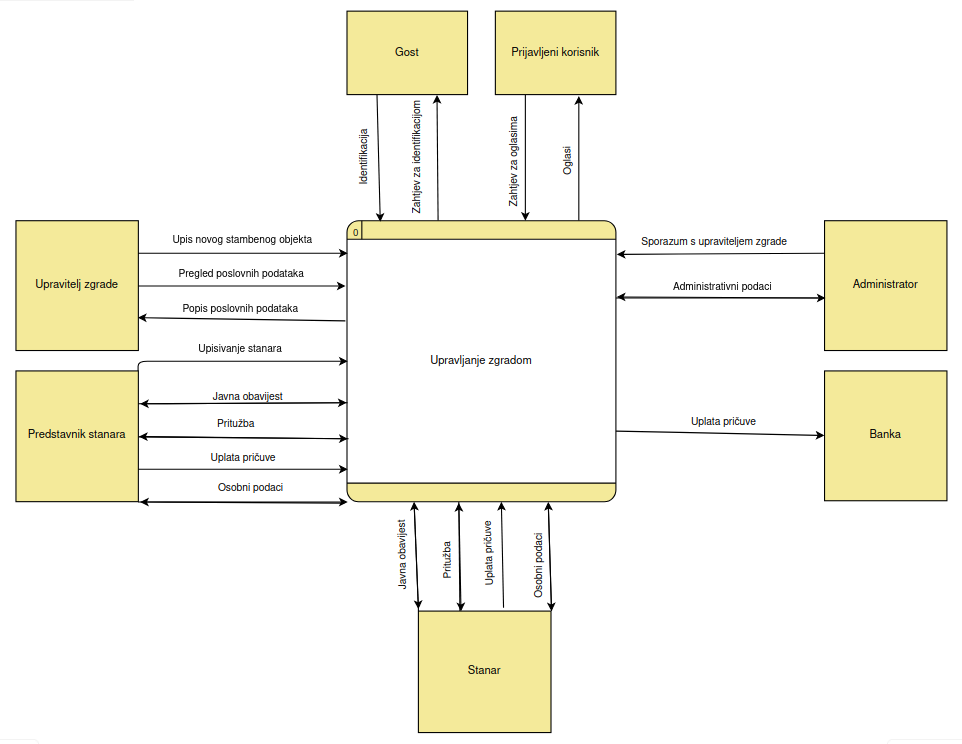 Gost
Prijavljeni korisnik
Identifikacija
Zahtjev za identifikacijom
Zahtjev za oglasima
Oglasi
0
Upravitelj zgrade
Upis novog stambenog objekta
Pregled poslovnih podataka
Popis poslovnih podataka
Sporazum s upraviteljem zgrade
Administrativni podaci
Administrator
Upravljanje zgradom
Predstavnik stanara
Upisivanje stanara
Javna obavijest
Pritužba
Uplata pričuve
Osobni podaci
Uplata pričuve
Banka
Javna obavijest
Pritužba
Uplata pričuve
Osobni podaci
Stanar